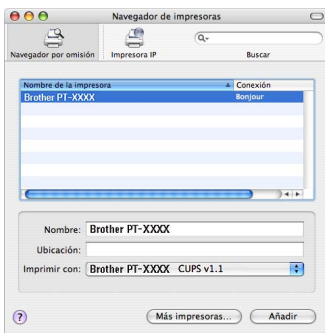 Navegador de impresoras
Navegador por omisión
Impresora IP
Buscar
Nombre de la impresora Conexión
Brother PT-XXXX Bonjour
Nombre: Brother PT-XXXX
Ubicación:
Imprimir con: Brother PT-XXXX CUPS v1.1
? Más impresoras... Añadir